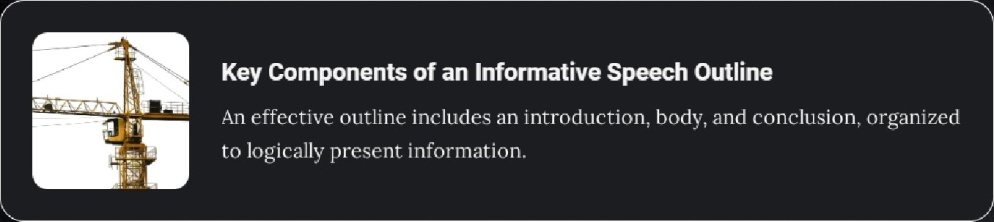 Key Components of an Informative Speech Outline
An effective outline includes an introduction, body, and conclusion, organized
to logically present information.